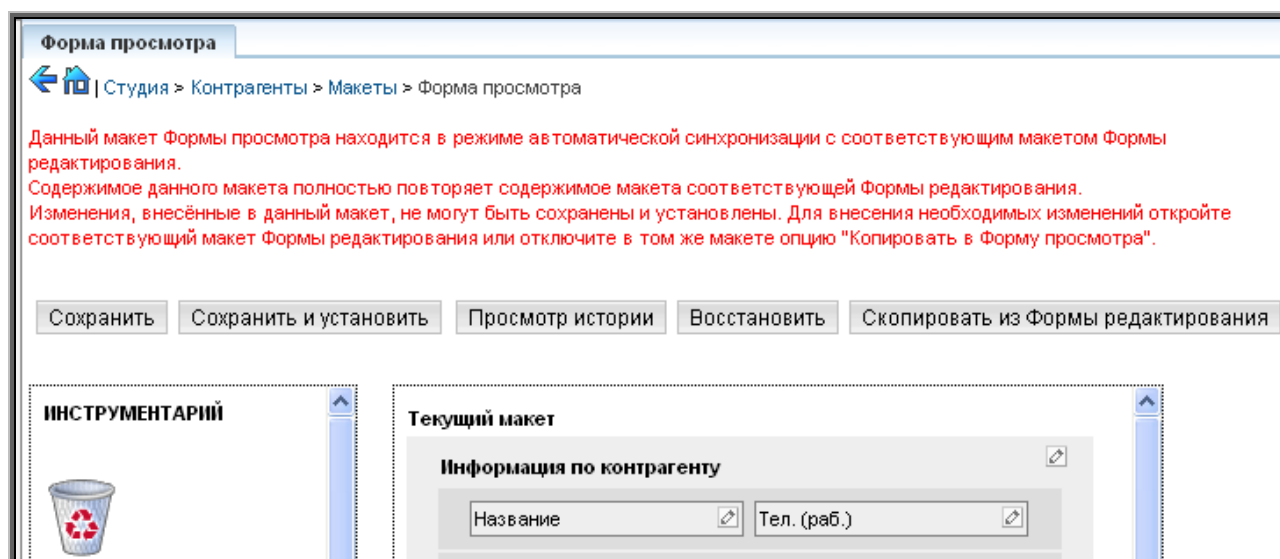 Форма просмотра
| Студия > Контрагенты > Макеты > Форма просмотра
Данный макет Формы просмотра находится в режиме автоматической синхронизации с соответствующим макетом Формы
редактирования.
Содержимое данного макета полностью повторяет содержимое макета соответствующей Формы редактирования.
Изменения, внесённые в данный макет, не могут быть сохранены и установлены. Для внесения необходимых изменений откройте
соответствующий макет Формы редактирования или отключите в том же макете опцию "Копировать в Форму просмотра".
Сохранить Сохранить и установить Просмотр истории Восстановить Скопировать из Формы редактирования
ИНСТРУМЕНТАРИЙ
Текущий макет
Информация по контрагенту
Название Тел. (раб.)